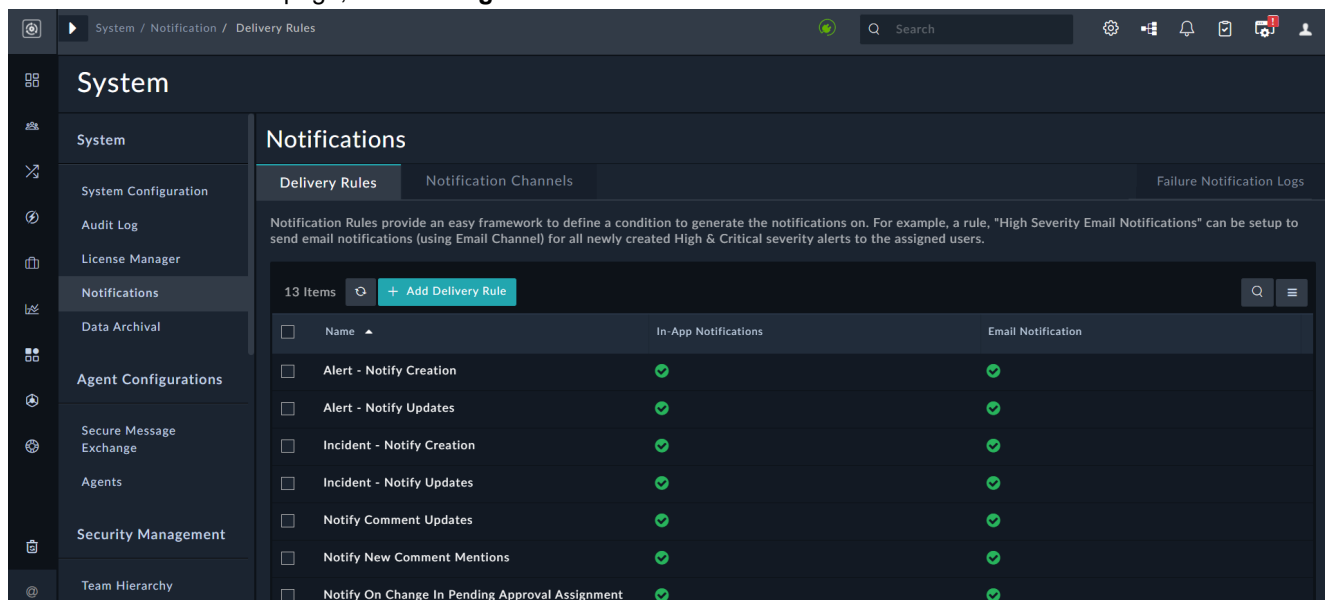 System / Notification / Delivery Rules
Search
System
System
System Configuration
Audit Log
License Manager
Notifications
Data Archival
Agent Configurations
Secure Message
Exchange
Agents
Security Management
Team Hierarchy
Notifications
Delivery Rules
Notification Channels
Failure Notification Logs
Notification Rules provide an easy framework to define a condition to generate the notifications on. For example, a rule, "High Severity Email Notifications" can be setup to
send email notifications (using Email Channel) for all newly created High & Critical severity alerts to the assigned users.
13 Items
+ Add Delivery Rule
Name In-App Notifications Email Notification
Alert - Notify Creation
Alert - Notify Updates
Incident - Notify Creation
Incident - Notify Updates
Notify Comment Updates
Notify New Comment Mentions
Notify On Change In Pending Approval Assignment